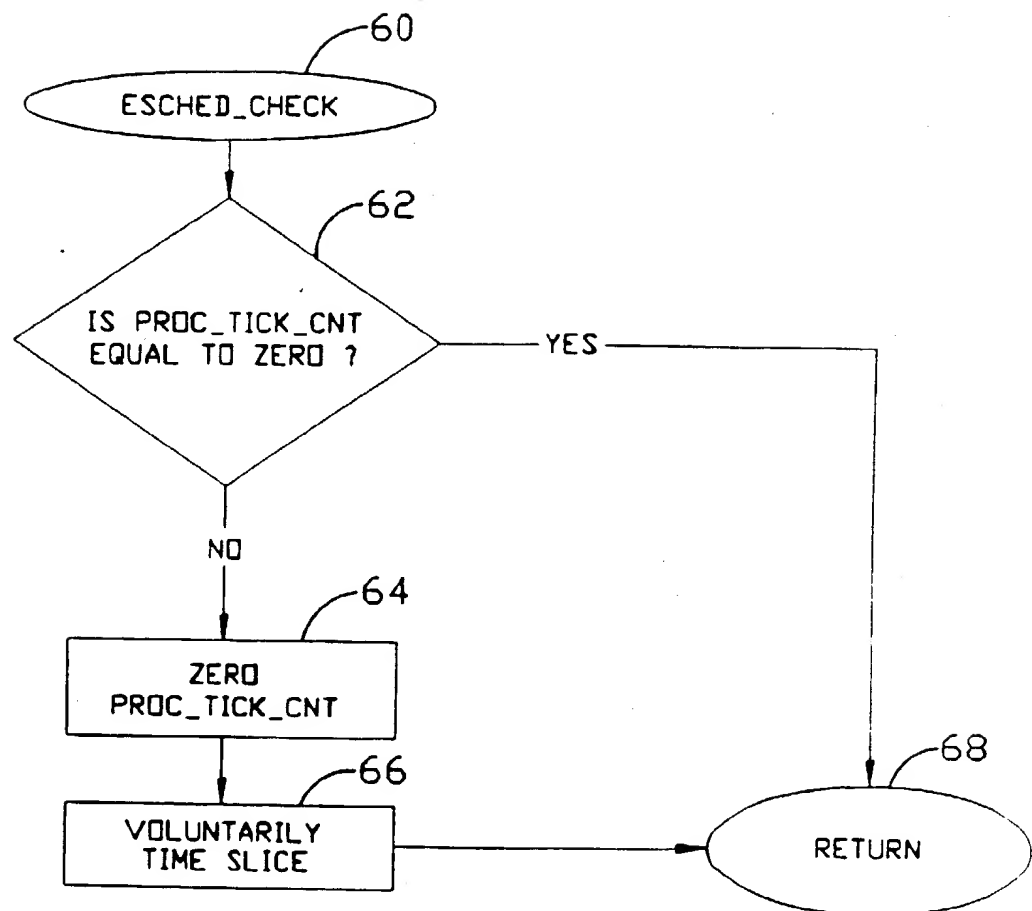 60
ESCHED_CHECK
62
IS PROC_TICK_CNT
EQUAL TO ZERO ?
YES
NO
64
ZERO
PROC_TICK_CNT
66
VOLUNTARILY
TIME SLICE
68
RETURN